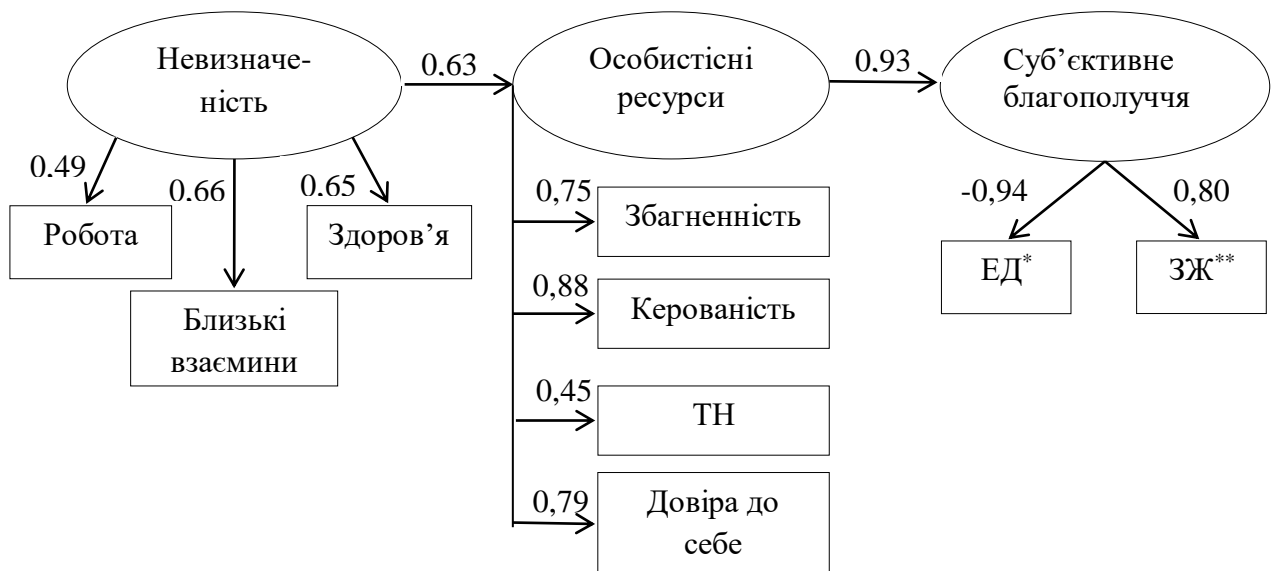 Невизначе-
ність
0,63
Особистісні
ресурси
0,93
Суб’єктивне
благополуччя
0,49
0,66
0,65
Робота
Здоров’я
Близькі
взаємини
0,75
Збагненність
0,88
Керованість
0,45
ТН
0,79
Довіра до
себе
-0,94
0,80
ЕД*
ЗЖ**